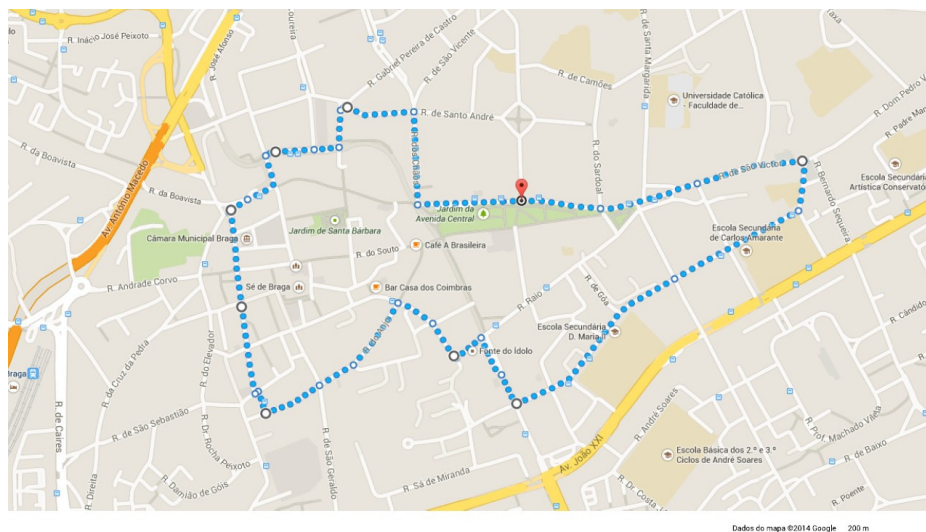 R. Inácio José Peixoto
R. José Afonso
Loureira
R. Gabriel Pereira de Castro
R. de São Vicente
R. de Camões
R. de Santa Margarida
Universidade Católica
- Faculdade de...
R. Dom Pedro V
R. Padre Mar
R. de Santo André
R. da Boavista
R. do Sardoal
R. de São Victor
Escola Secundária
Artística Conservató
R. Bernardo Sequeira
Av. António Macedo
R. da Boavista
Jardim da
Avenida Central
Jardim de Santa Bárbara
Câmara Municipal Braga
Café A Brasileira
Escola Secundária
de Carlos Amarante
R. do Souto
R. Andrade Corvo
Sé de Braga
Bar Casa dos Coimbras
R. de Góa
R. Raio
R. Cândido
Escola Secundária
D. Maria II
R. da Cruz da Pedra
R. do Elevador
Fonte do Ídolo
Braga
R. de Caires
R. de São Sebastião
R. Dr. Rocha Peixoto
R. de São Geraldo
R. André Soares
Av. João XXI
R. Prof. Machado Vilela
R. de Baixo
R. Direita
R. Damião de Góis
R. Sá de Miranda
Escola Básica dos 2.º e 3.º
Ciclos de André Soares
R. Dr. Costa
R. Poente
Dados do mapa ©2014 Google 200 m